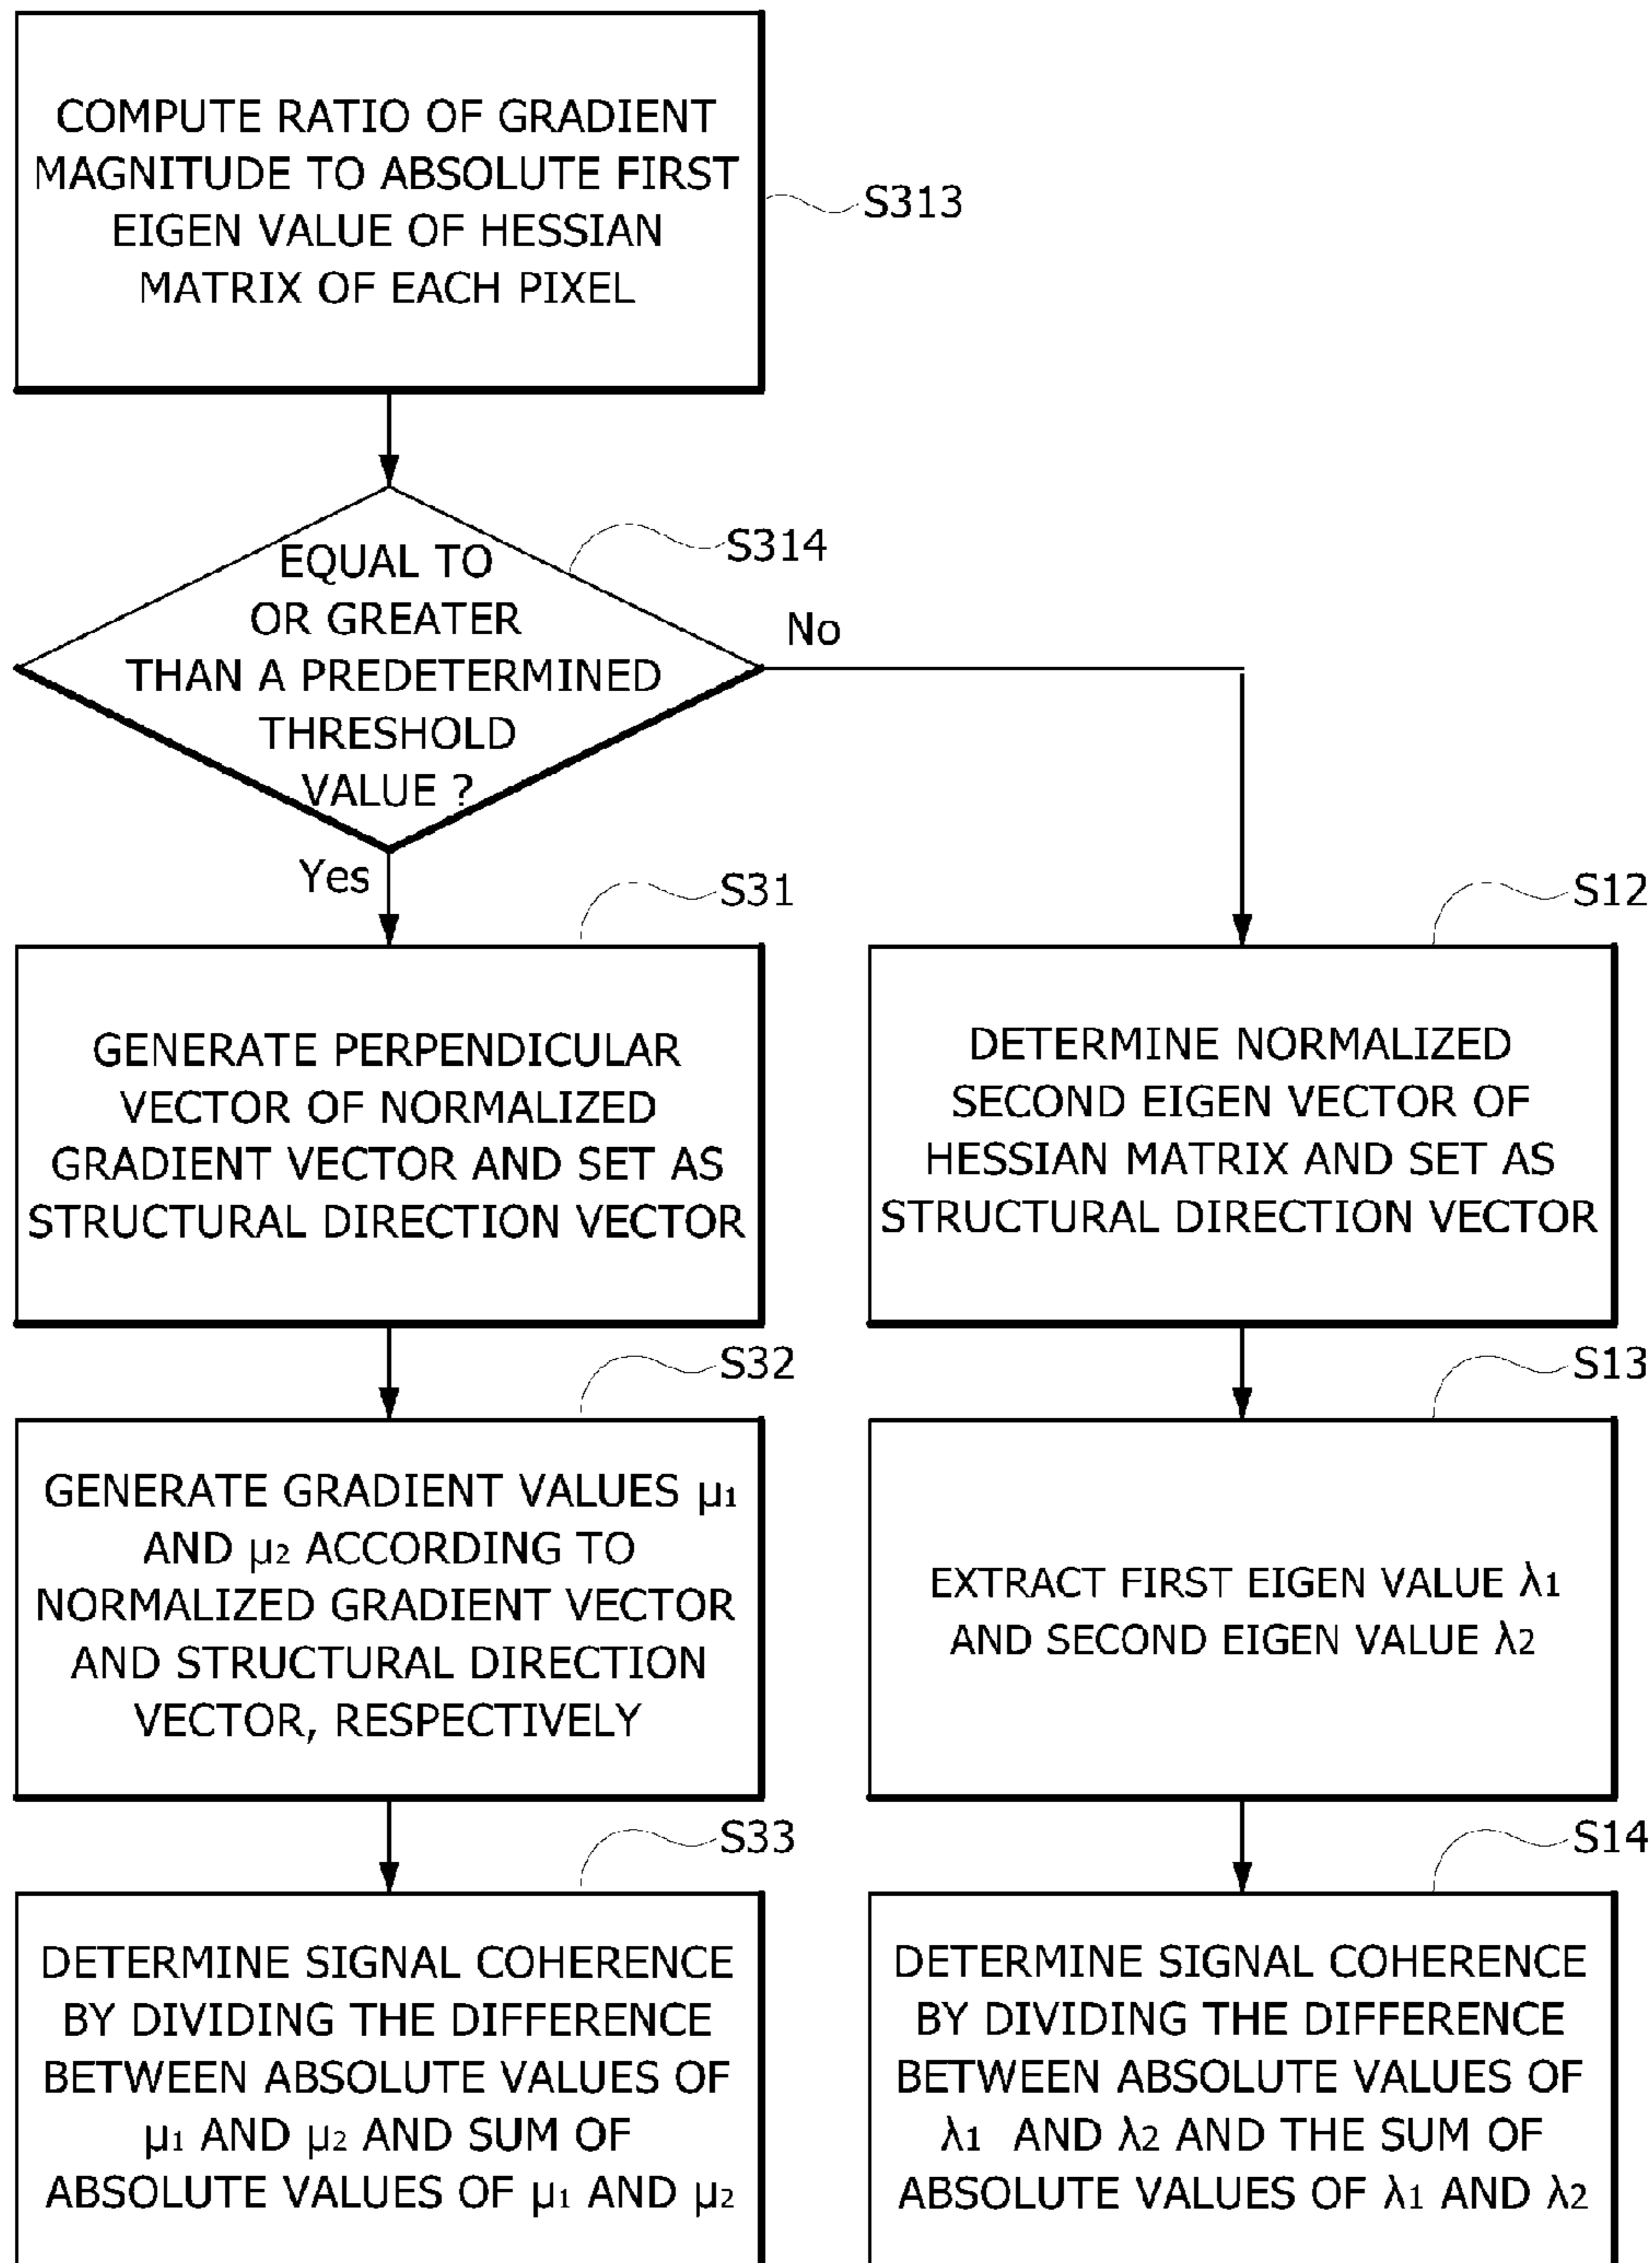 COMPUTE RATIO OF GRADIENT
MAGNITUDE TO ABSOLUTE FIRST
EIGEN VALUE OF HESSIAN
MATRIX OF EACH PIXEL
S313
EQUAL TO
OR GREATER
THAN A PREDETERMINED
THRESHOLD
VALUE ?
S314
No
Yes
S31
GENERATE PERPENDICULAR
VECTOR OF NORMALIZED
GRADIENT VECTOR AND SET AS
STRUCTURAL DIRECTION VECTOR
S12
DETERMINE NORMALIZED
SECOND EIGEN VECTOR OF
HESSIAN MATRIX AND SET AS
STRUCTURAL DIRECTION VECTOR
S32
GENERATE GRADIENT VALUES μ1
AND μ2 ACCORDING TO
NORMALIZED GRADIENT VECTOR
AND STRUCTURAL DIRECTION
VECTOR, RESPECTIVELY
S13
EXTRACT FIRST EIGEN VALUE λ1
AND SECOND EIGEN VALUE λ2
S33
DETERMINE SIGNAL COHERENCE
BY DIVIDING THE DIFFERENCE
BETWEEN ABSOLUTE VALUES OF
μ1 AND μ2 AND SUM OF
ABSOLUTE VALUES OF μ1 AND μ2
S14
DETERMINE SIGNAL COHERENCE
BY DIVIDING THE DIFFERENCE
BETWEEN ABSOLUTE VALUES OF
λ1 AND λ2 AND THE SUM OF
ABSOLUTE VALUES OF λ1 AND λ2